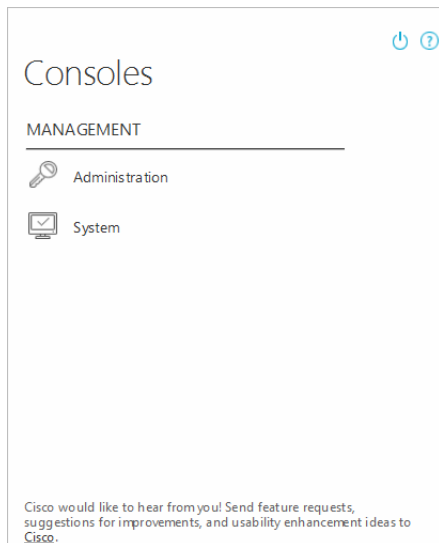 Consoles
MANAGEMENT
Administration
System
Cisco would like to hear from you! Send feature requests,
suggestions for improvements, and usability enhancement ideas to
Cisco.